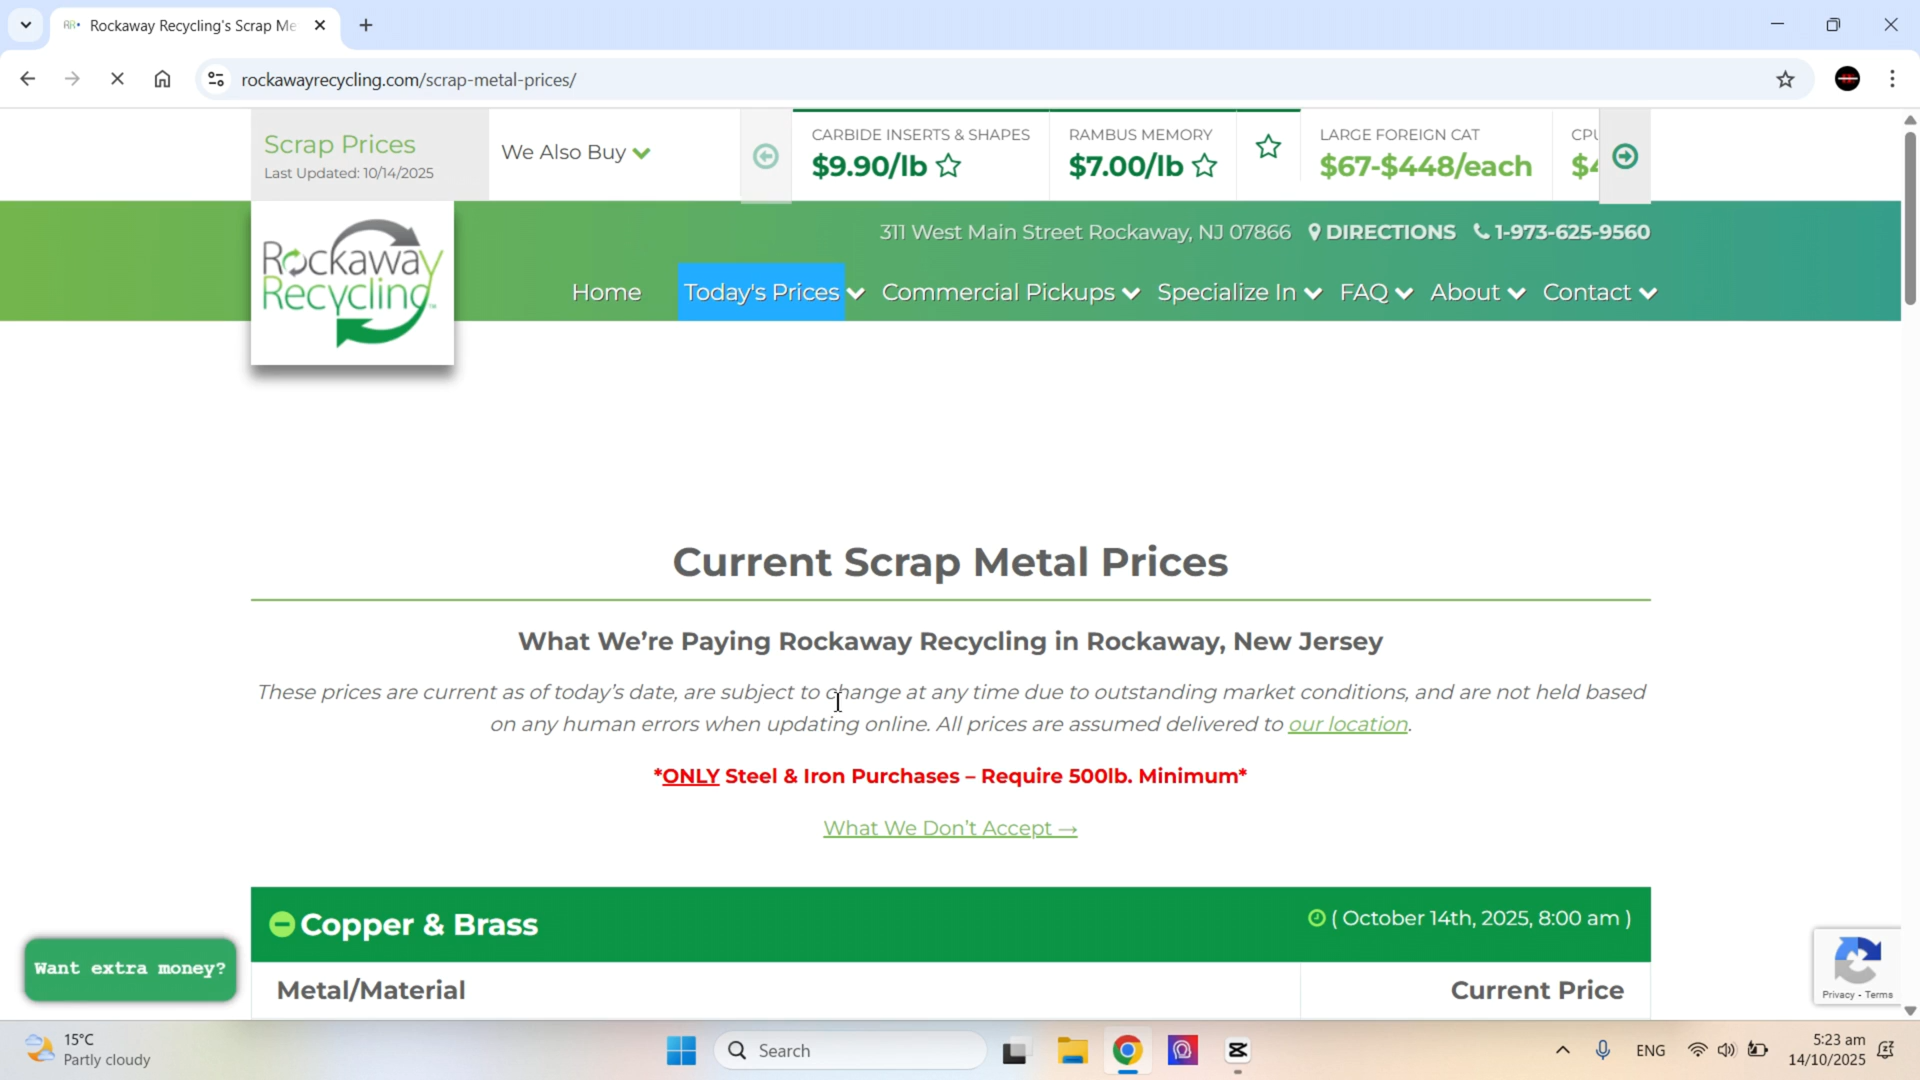 Rockaway Recycling's Scrap Me
rockawayrecycling.com/scrap-metal-prices/
Scrap Prices
Last Updated: 10/14/2025
We Also Buy
CARBIDE INSERTS & SHAPES
$9.90/lb
RAMBUS MEMORY
$7.00/lb
LARGE FOREIGN CAT
$67-$448/each
CPU
$4
Rockaway
Recycling
311 West Main Street Rockaway, NJ 07866 DIRECTIONS 1-973-625-9560
Home Today's Prices Commercial Pickups Specialize In FAQ About Contact
Current Scrap Metal Prices
What We're Paying Rockaway Recycling in Rockaway, New Jersey
These prices are current as of today's date, are subject to change at any time due to outstanding market conditions, and are not held based
on any human errors when updating online. All prices are assumed delivered to our location.
*ONLY Steel & Iron Purchases – Require 500lb. Minimum*
What We Don't Accept →
Copper & Brass
( October 14th, 2025, 8:00 am )
Metal/Material
Current Price
Want extra money?
Privacy - Terms
15°C
Partly cloudy
Search
ENG
5:23 am
14/10/2025